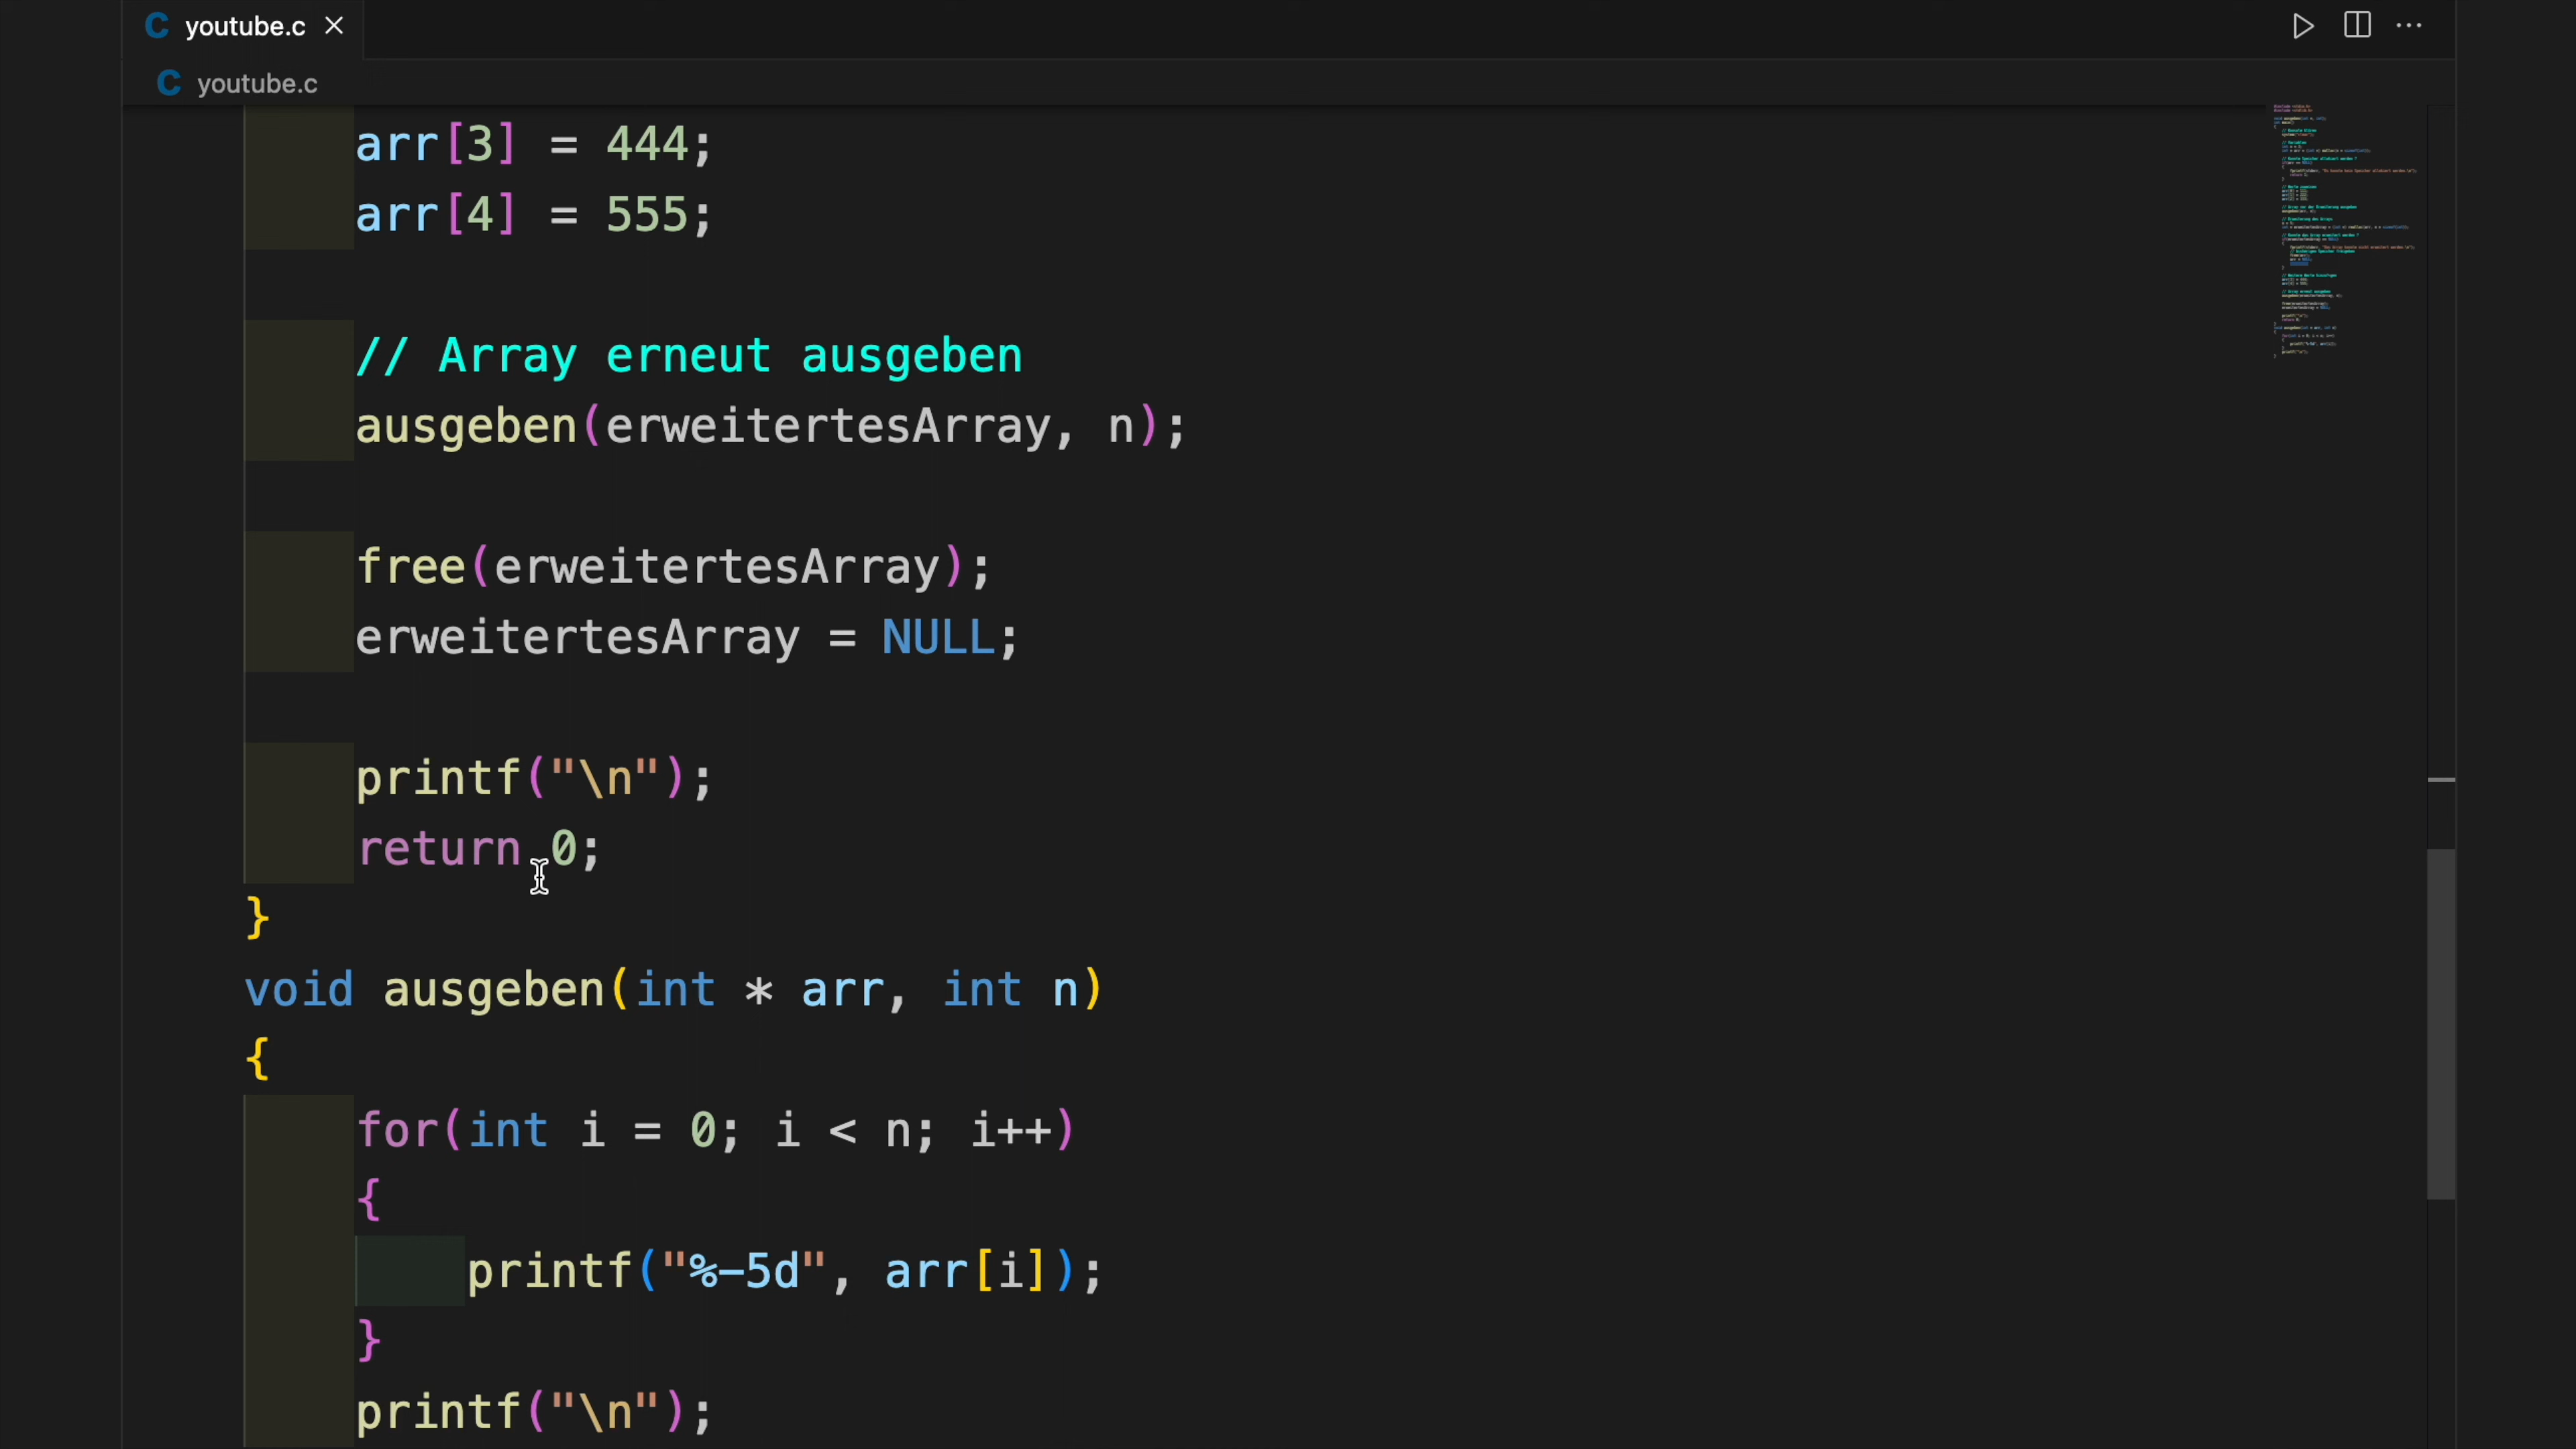 C youtube.c
C youtube.c
arr[3] = 444;
arr[4] = 555;
// Array erneut ausgeben
ausgeben(erweitertesArray, n);
free(erweitertesArray);
erweitertesArray = NULL;
printf("\n");
return 0;
}
void ausgeben(int * arr, int n)
{
for(int i = 0; i < n; i++)
{
printf("%-5d", arr[i]);
}
printf("\n");